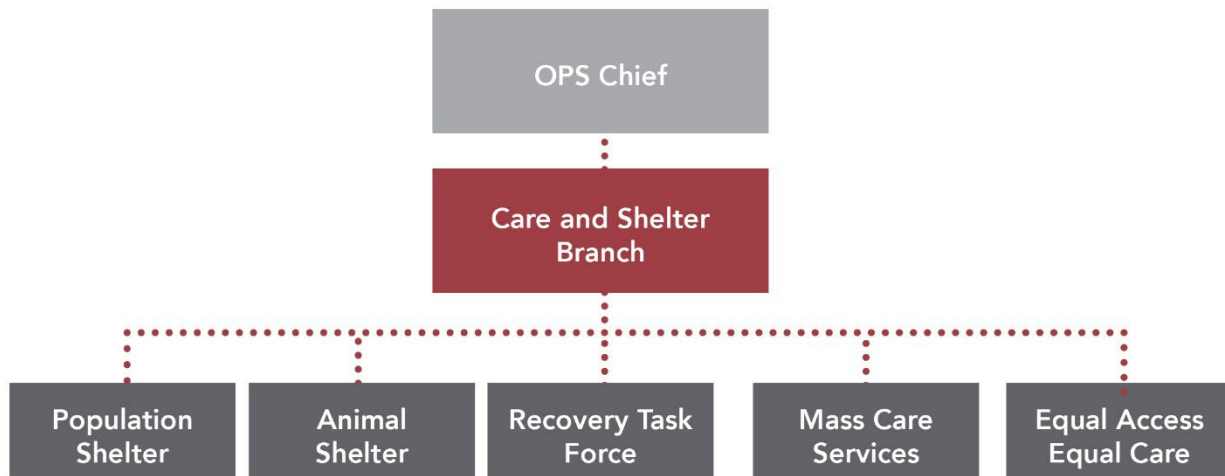 OPS Chief
Care and Shelter
Branch
Population
Shelter
Animal
Shelter
Recovery Task
Force
Mass Care
Services
Equal Access
Equal Care